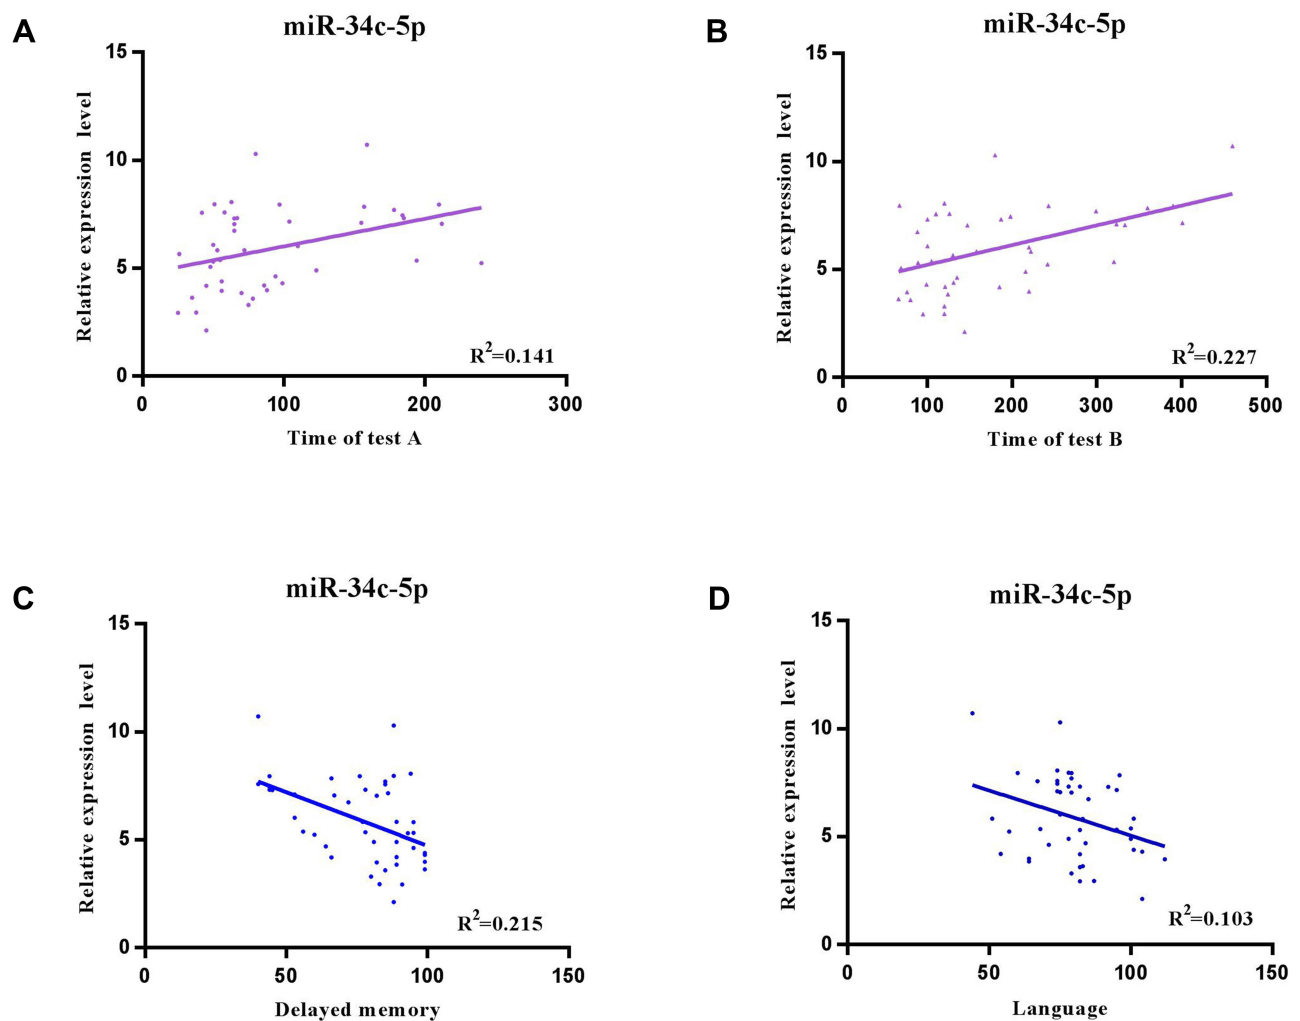 A
miR-34c-5p
Relative expression level
15
10
5
0
R²=0.141
0 100 200 300
Time of test A
B
miR-34c-5p
Relative expression level
15
10
5
0
R²=0.227
0 100 200 300 400 500
Time of test B
C
miR-34c-5p
Relative expression level
15
10
5
0
R²=0.215
0 50 100 150
Delayed memory
D
miR-34c-5p
Relative expression level
15
10
5
0
R²=0.103
0 50 100 150
Language